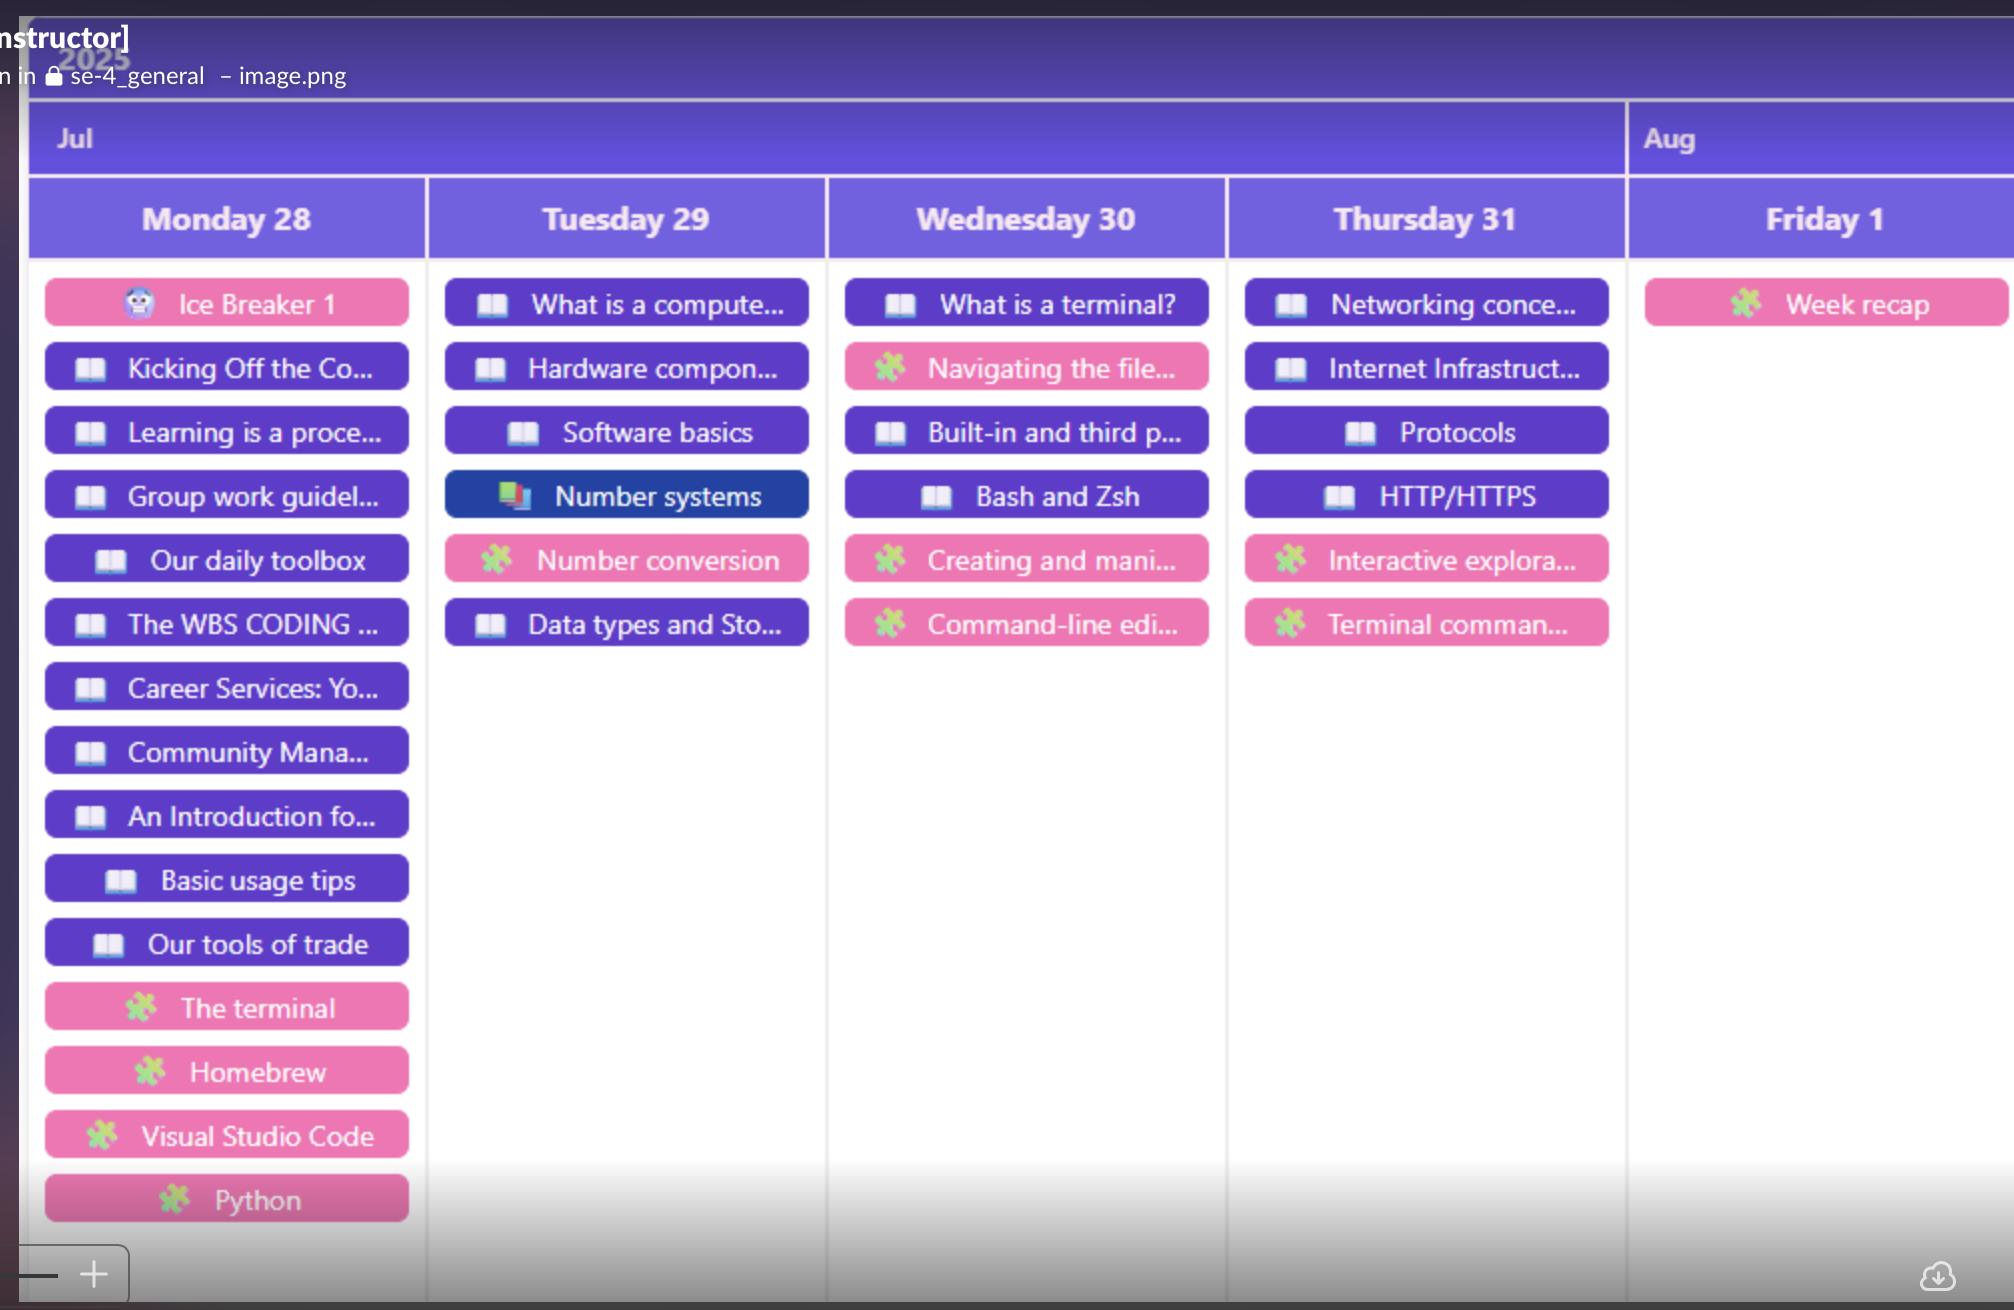 nstructor]
2025
n in se-4_general – image.png
Jul
Aug
Monday 28
Tuesday 29
Wednesday 30
Thursday 31
Friday 1
Ice Breaker 1
Kicking Off the Co...
Learning is a proce...
Group work guidel...
Our daily toolbox
The WBS CODING ...
Career Services: Yo...
Community Mana...
An Introduction fo...
Basic usage tips
Our tools of trade
The terminal
Homebrew
Visual Studio Code
Python
What is a compute...
Hardware compon...
Software basics
Number systems
Number conversion
Data types and Sto...
What is a terminal?
Navigating the file...
Built-in and third p...
Bash and Zsh
Creating and mani...
Command-line edi...
Networking conce...
Internet Infrastruct...
Protocols
HTTP/HTTPS
Interactive explora...
Terminal comman...
Week recap